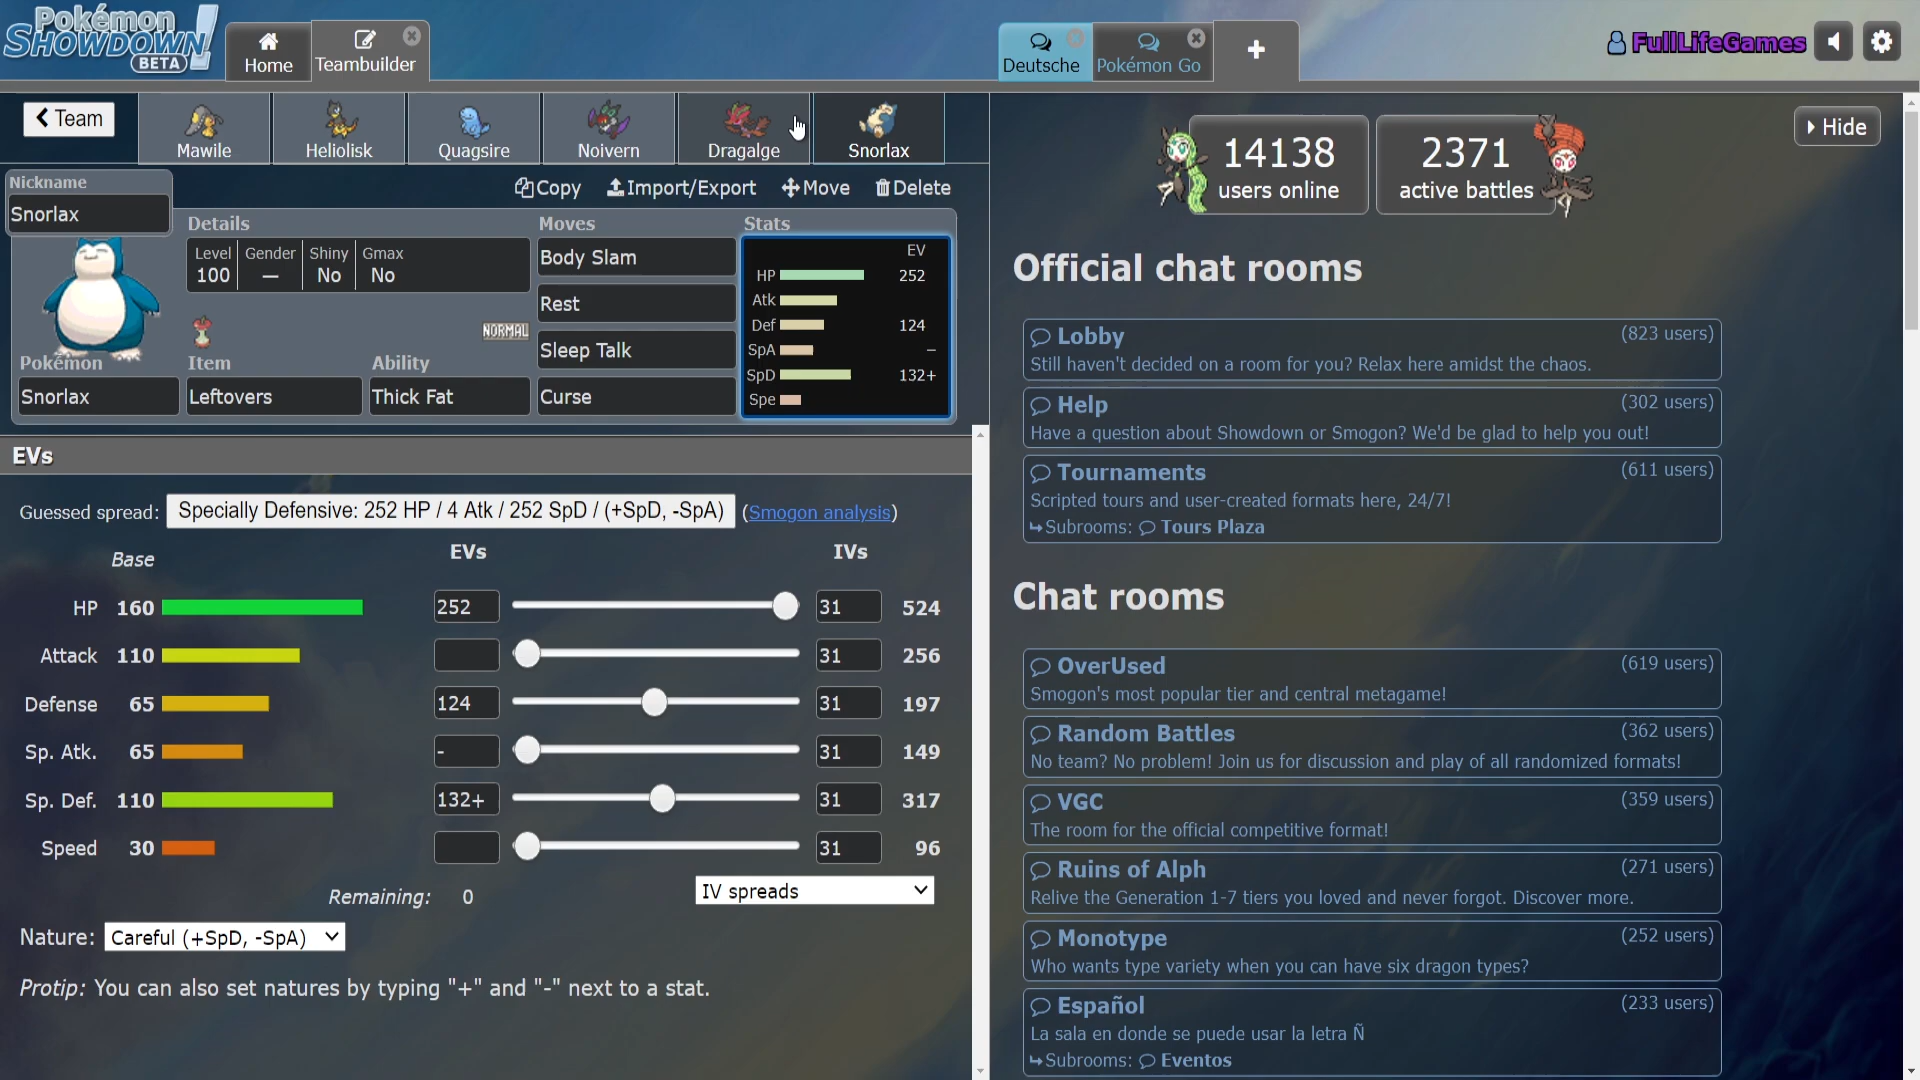 Pokémon
SHOWDOWN!
BETA
Home
Teambuilder
Deutsche
Pokémon Go
+
FullLifeGames
Team
Mawile
Heliolisk
Quagsire
Noivern
Dragalge
Snorlax
Nickname
Snorlax
Copy
Import/Export
Move
Delete
Details
Level
100
Gender
—
Shiny
No
Gmax
No
NORMAL
Pokémon
Snorlax
Item
Leftovers
Ability
Thick Fat
Moves
Body Slam
Rest
Sleep Talk
Curse
Stats
EV
HP 252
Atk
Def 124
SpA –
SpD 132+
Spe
EVs
Guessed spread: Specially Defensive: 252 HP / 4 Atk / 252 SpD / (+SpD, -SpA) (Smogon analysis)
Base EVs IVs
HP 160 252 31 524
Attack 110 31 256
Defense 65 124 31 197
Sp. Atk. 65 - 31 149
Sp. Def. 110 132+ 31 317
Speed 30 31 96
Remaining: 0
IV spreads
Nature: Careful (+SpD, -SpA)
Protip: You can also set natures by typing "+" and "-" next to a stat.
14138
users online
2371
active battles
Hide
Official chat rooms
Lobby (823 users)
Still haven't decided on a room for you? Relax here amidst the chaos.
Help (302 users)
Have a question about Showdown or Smogon? We'd be glad to help you out!
Tournaments (611 users)
Scripted tours and user-created formats here, 24/7!
↳Subrooms: Tours Plaza
Chat rooms
OverUsed (619 users)
Smogon's most popular tier and central metagame!
Random Battles (362 users)
No team? No problem! Join us for discussion and play of all randomized formats!
VGC (359 users)
The room for the official competitive format!
Ruins of Alph (271 users)
Relive the Generation 1-7 tiers you loved and never forgot. Discover more.
Monotype (252 users)
Who wants type variety when you can have six dragon types?
Español (233 users)
La sala en donde se puede usar la letra Ñ
↳Subrooms: Eventos